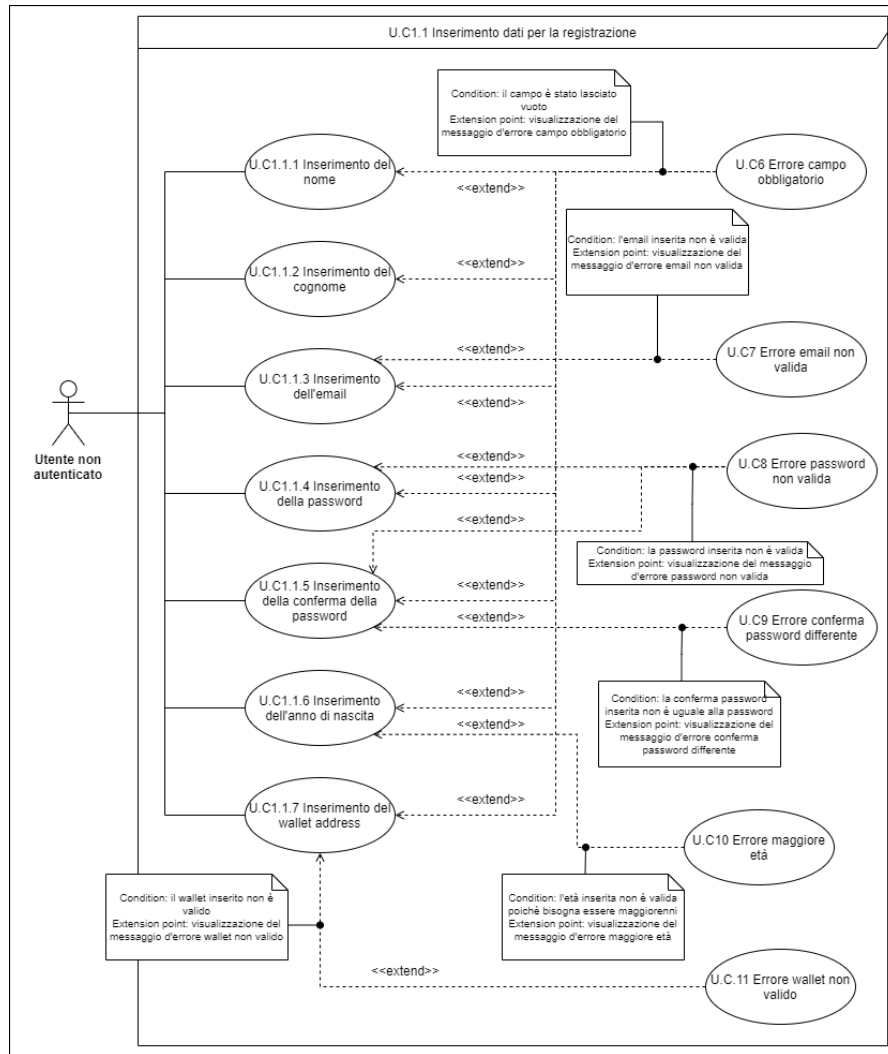 U.C1.1 Inserimento dati per la registrazione
Condition: il campo è stato lasciato
vuoto
Extension point: visualizzazione del
messaggio d'errore campo obbligatorio
U.C1.1.1 Inserimento del
nome
<<extend>>
U.C6 Errore campo
obbligatorio
Condition: l'email inserita non è valida
Extension point: visualizzazione del
messaggio d'errore email non valida
U.C1.1.2 Inserimento del
cognome
<<extend>>
<<extend>>
U.C7 Errore email non
valida
U.C1.1.3 Inserimento
dell'email
<<extend>>
Utente non
autenticato
<<extend>>
U.C8 Errore password
non valida
<<extend>>
U.C1.1.4 Inserimento
della password
<<extend>>
Condition: la password inserita non è valida
Extension point: visualizzazione del messaggio
d'errore password non valida
U.C1.1.5 Inserimento
della conferma della
password
<<extend>>
<<extend>>
U.C9 Errore conferma
password differente
Condition: la conferma password
inserita non è uguale alla password
Extension point: visualizzazione del
messaggio d'errore conferma
password differente
U.C1.1.6 Inserimento
dell'anno di nascita
<<extend>>
<<extend>>
U.C1.1.7 Inserimento del
wallet address
<<extend>>
U.C10 Errore maggiore
età
Condition: il wallet inserito non è
valido
Extension point: visualizzazione del
messaggio d'errore wallet non valido
Condition: l'età inserita non è valida
poichè bisogna essere maggiorenni
Extension point: visualizzazione del
messaggio d'errore maggiore età
<<extend>>
U.C.11 Errore wallet non
valido